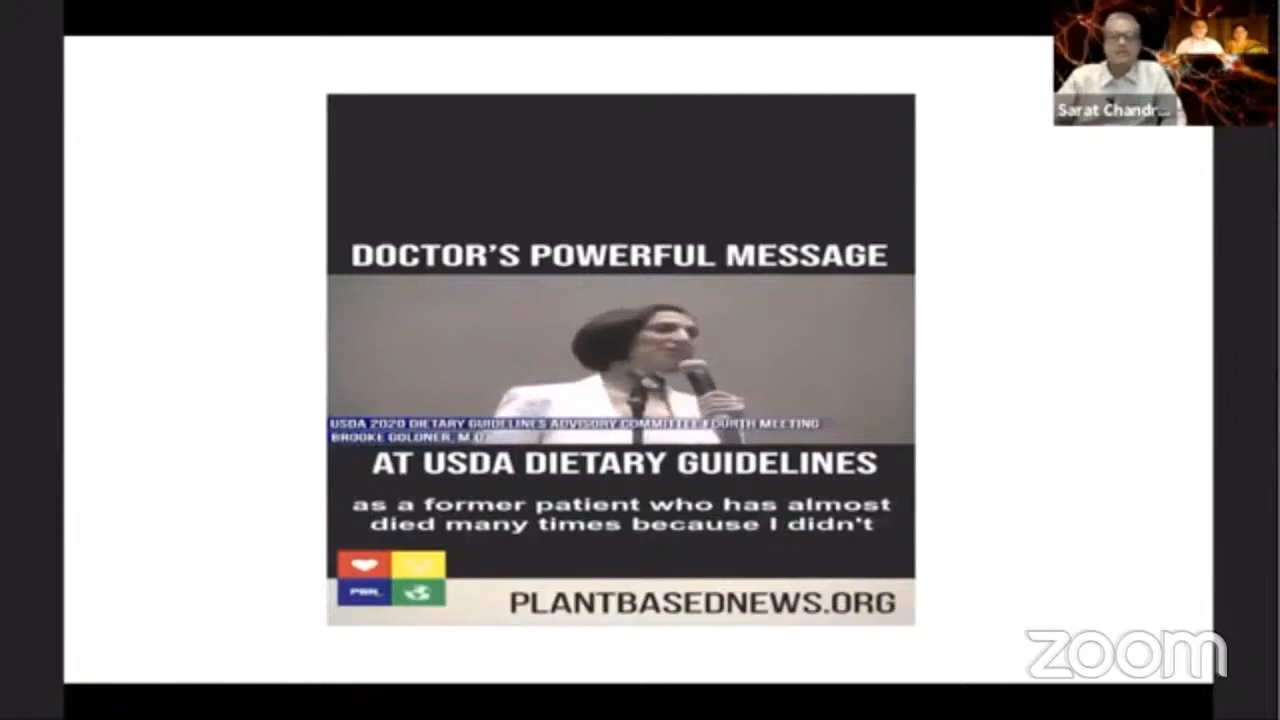 Sarat Chandr...
DOCTOR'S POWERFUL MESSAGE
USDA 2020 DIETARY GUIDELINES ADVISORY COMMITTEE FOURTH MEETING
BROOKE GOLDNER, M.D.
AT USDA DIETARY GUIDELINES
as a former patient who has almost
died many times because I didn't
PBN
PLANTBASEDNEWS.ORG
zoom